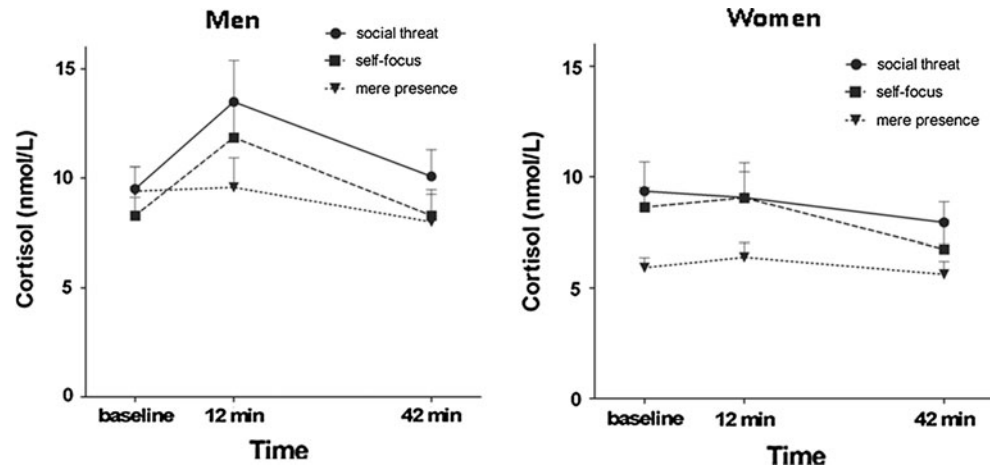 Men
social threat
self-focus
mere presence
15
10
5
0
Cortisol (nmol/L)
baseline
12 min
42 min
Time
Women
social threat
self-focus
mere presence
15
10
5
0
Cortisol (nmol/L)
baseline
12 min
42 min
Time